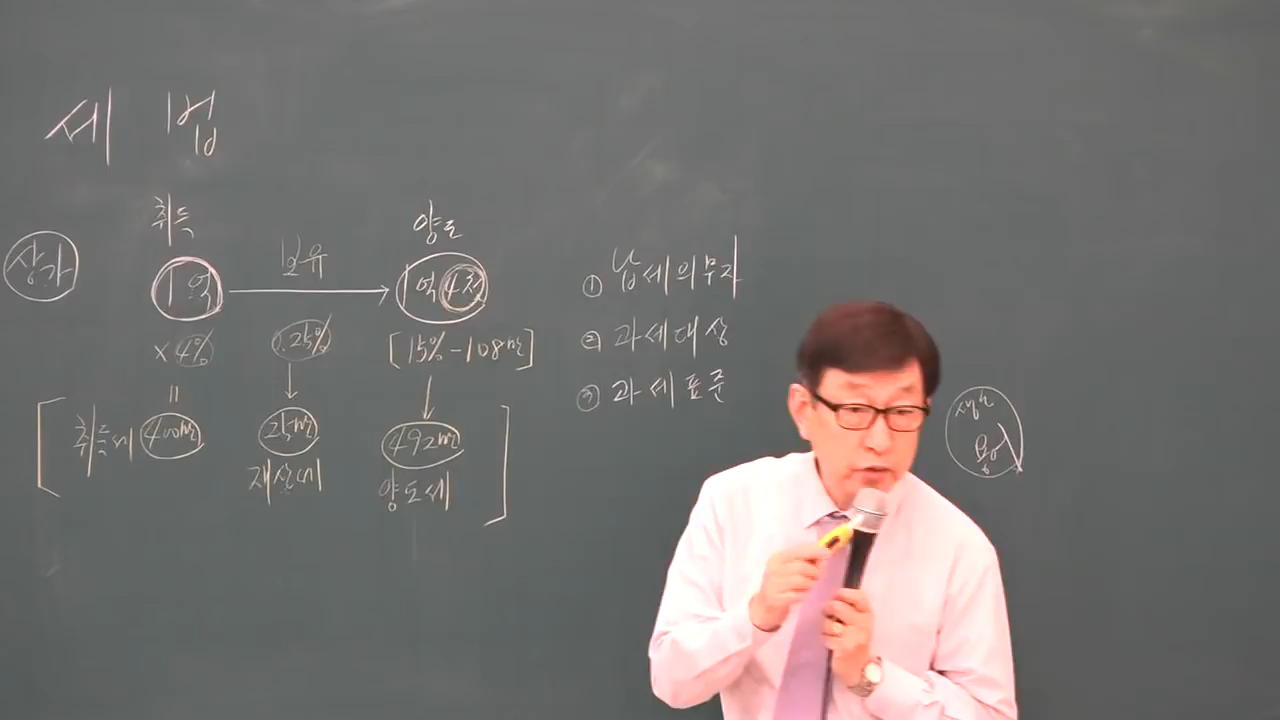 세 법
상가
취득
보유
양도
1억
1억 4천
×4%
0.25%
[15% - 108만]
=
취득세 400만
25만
492만
재산세
양도세
① 납세의무자
② 과세대상
③ 과세표준